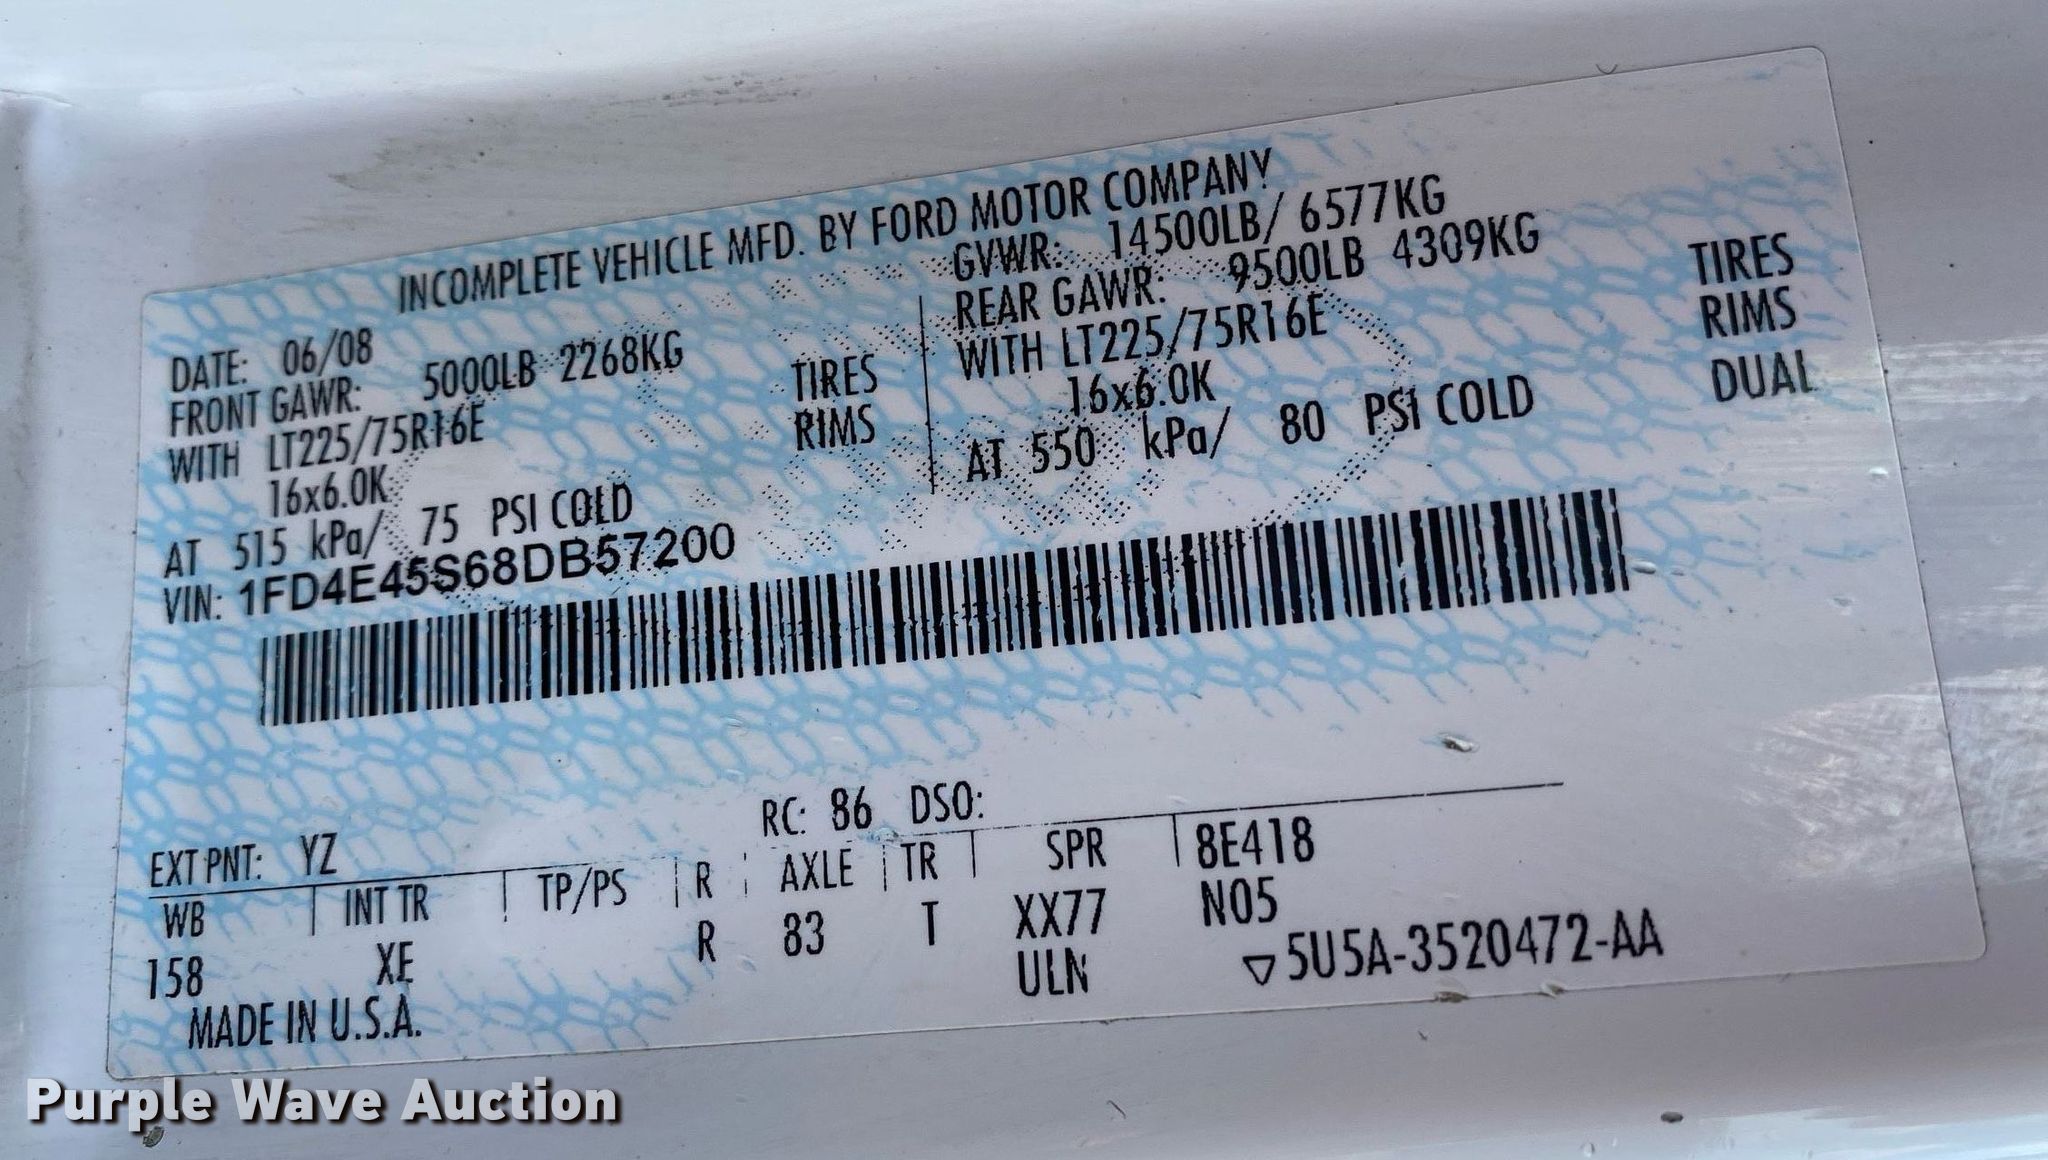 INCOMPLETE VEHICLE MFD. BY FORD MOTOR COMPANY
DATE: 06/08
GVWR: 14500LB/ 6577KG
FRONT GAWR: 5000LB 2268KG
REAR GAWR: 9500LB 4309KG
WITH LT225/75R16E TIRES
WITH LT225/75R16E TIRES
16x6.0K RIMS
16x6.0K RIMS
AT 515 kPa/ 75 PSI COLD
AT 550 kPa/ 80 PSI COLD DUAL
VIN: 1FD4E45S68DB57200
EXT PNT: YZ RC: 86 DSO:
WB INT TR TP/PS R AXLE TR SPR 8E418
158 XE R 83 T XX77 N05
ULN ▽5U5A-3520472-AA
MADE IN U.S.A.
Purple Wave Auction